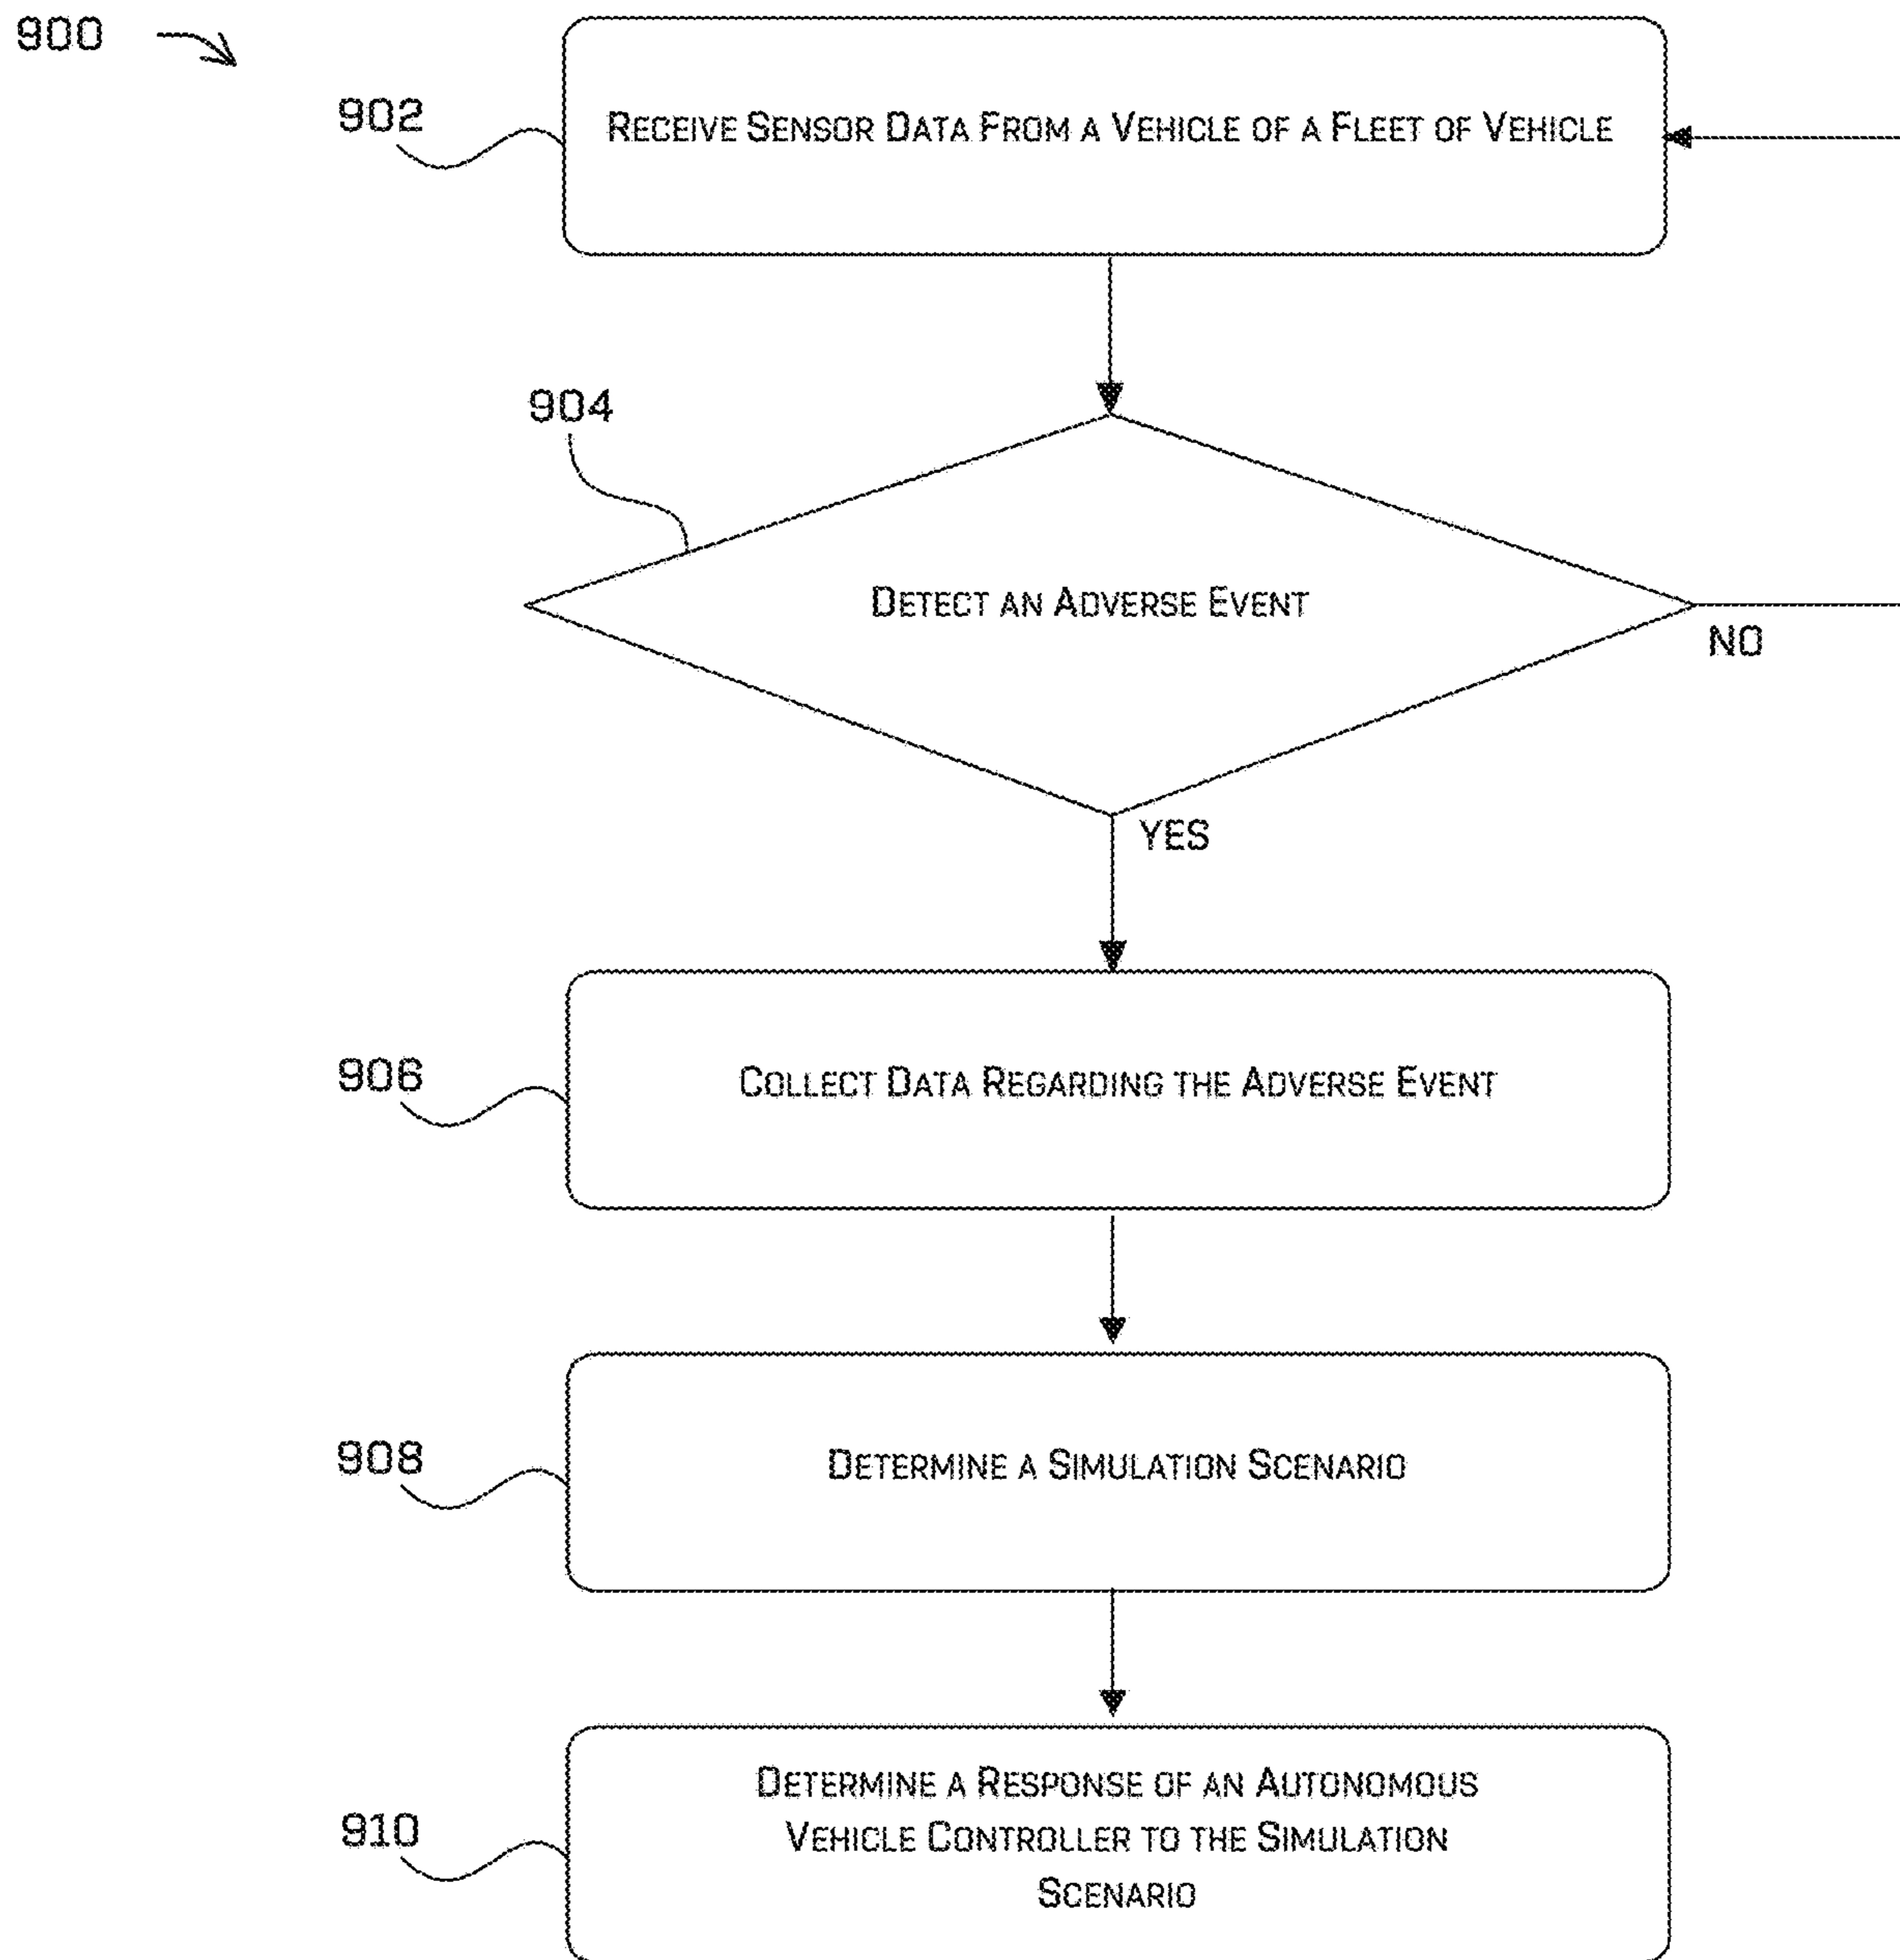 900
902
RECEIVE SENSOR DATA FROM A VEHICLE OF A FLEET OF VEHICLE
904
DETECT AN ADVERSE EVENT
NO
YES
906
COLLECT DATA REGARDING THE ADVERSE EVENT
908
DETERMINE A SIMULATION SCENARIO
910
DETERMINE A RESPONSE OF AN AUTONOMOUS
VEHICLE CONTROLLER TO THE SIMULATION
SCENARIO